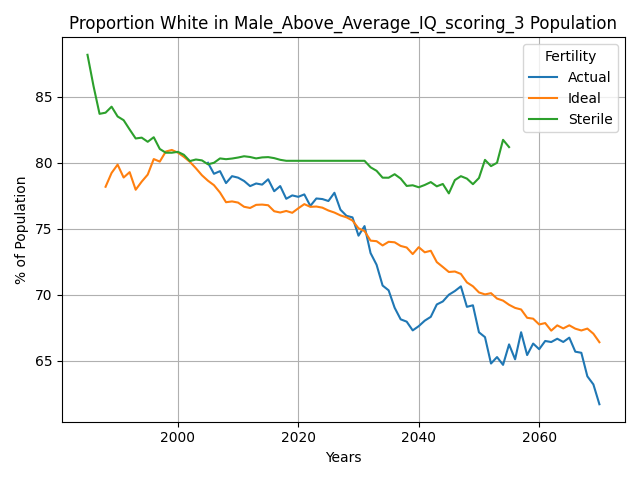 Proportion White in Male_Above_Average_IQ_scoring_3 Population
Fertility
Actual
Ideal
Sterile
% of Population
85
80
75
70
65
2000
2020
2040
2060
Years